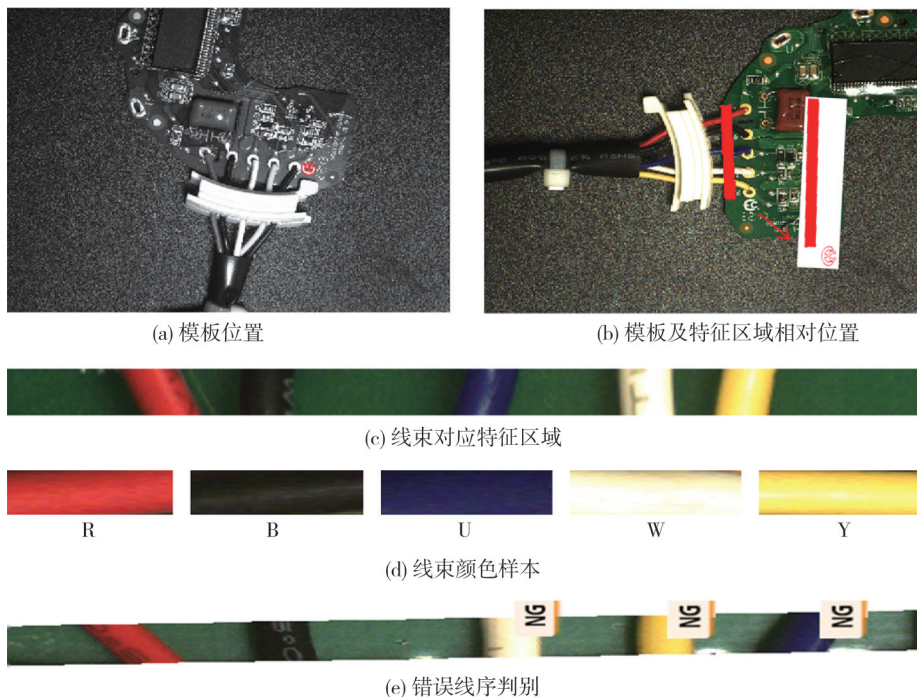 (a) 模板位置
(b) 模板及特征区域相对位置
(c) 线束对应特征区域
R B U W Y
(d) 线束颜色样本
NG NG NG
(e) 错误线序判别